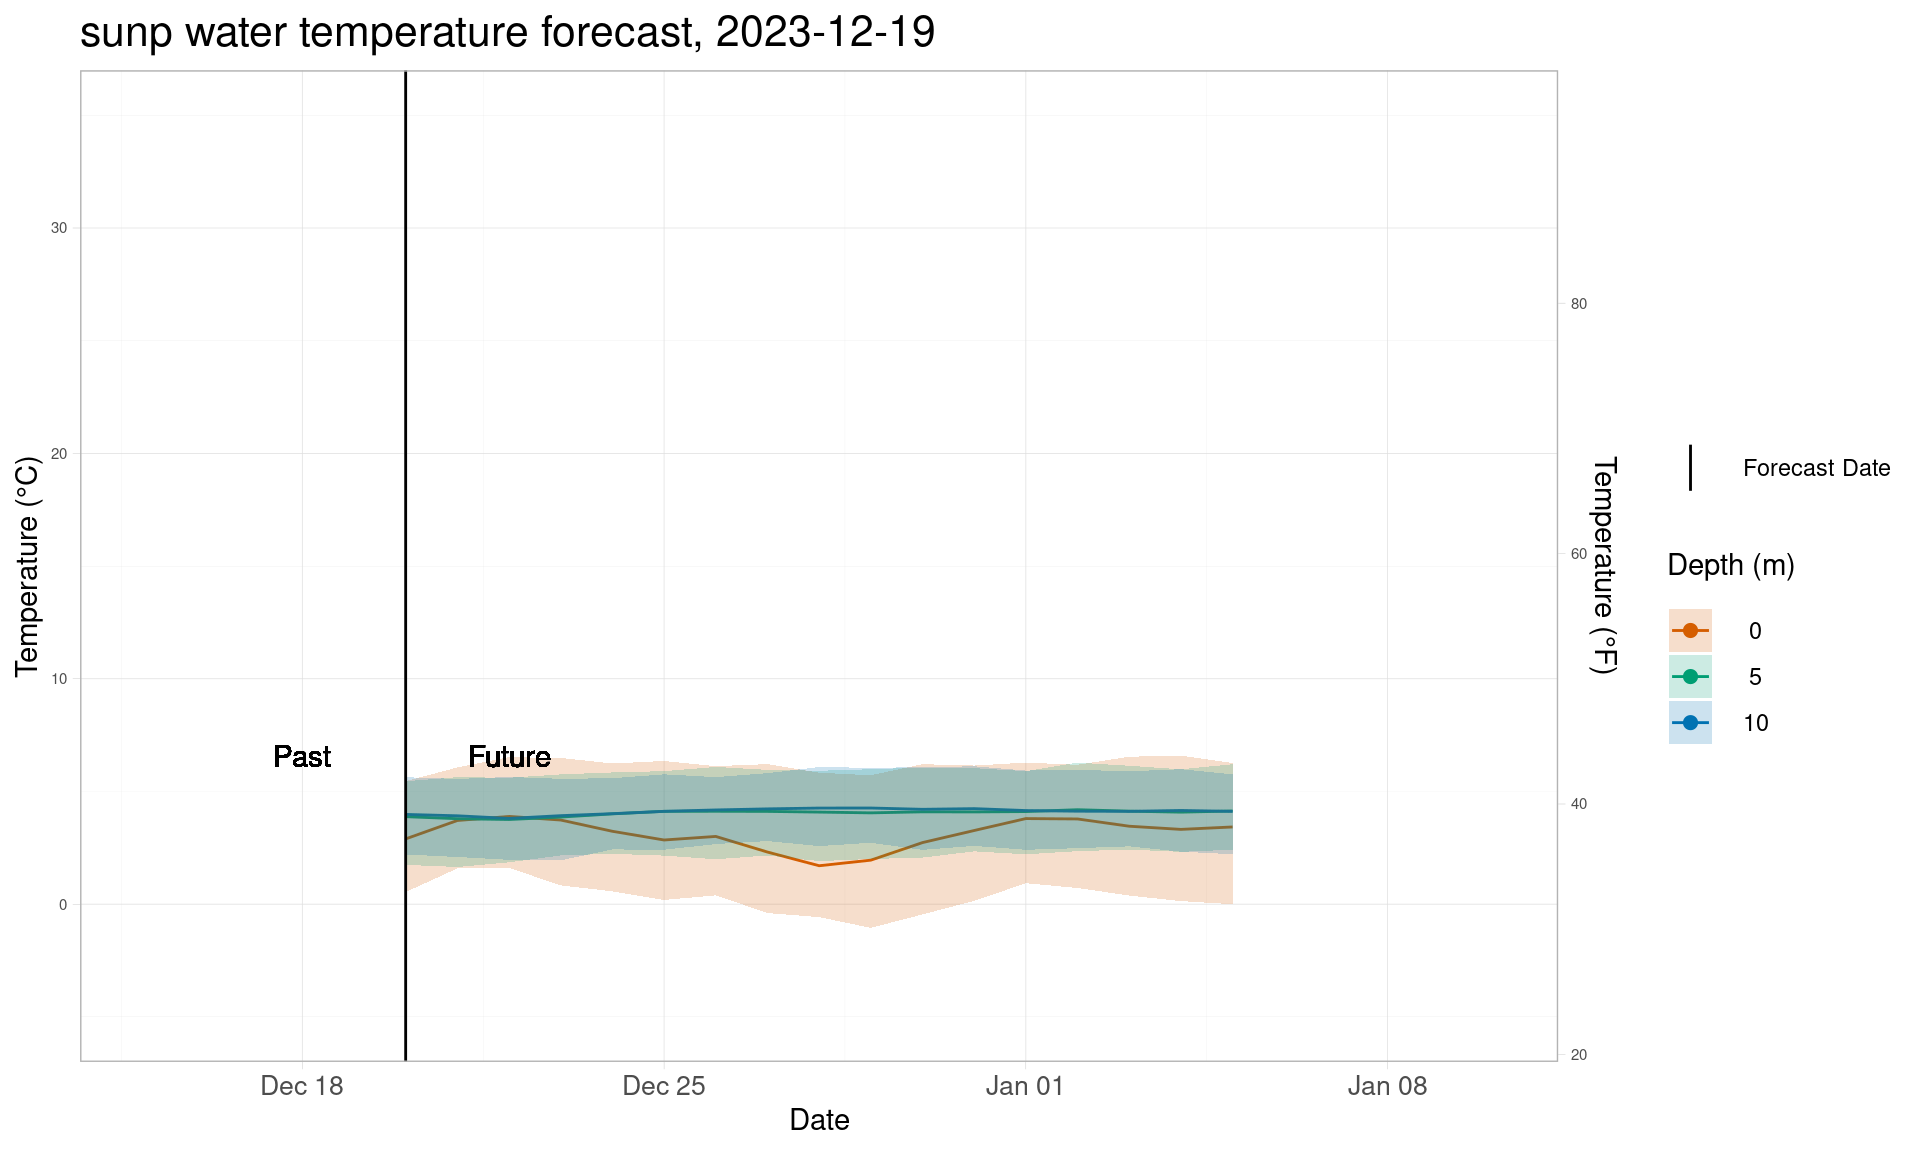 sunp water temperature forecast, 2023-12-19
Temperature (°C)
30
20
10
0
Past
Future
80
60
40
20
Temperature (°F)
Dec 18
Dec 25
Jan 01
Jan 08
Date
Forecast Date
Depth (m)
0
5
10